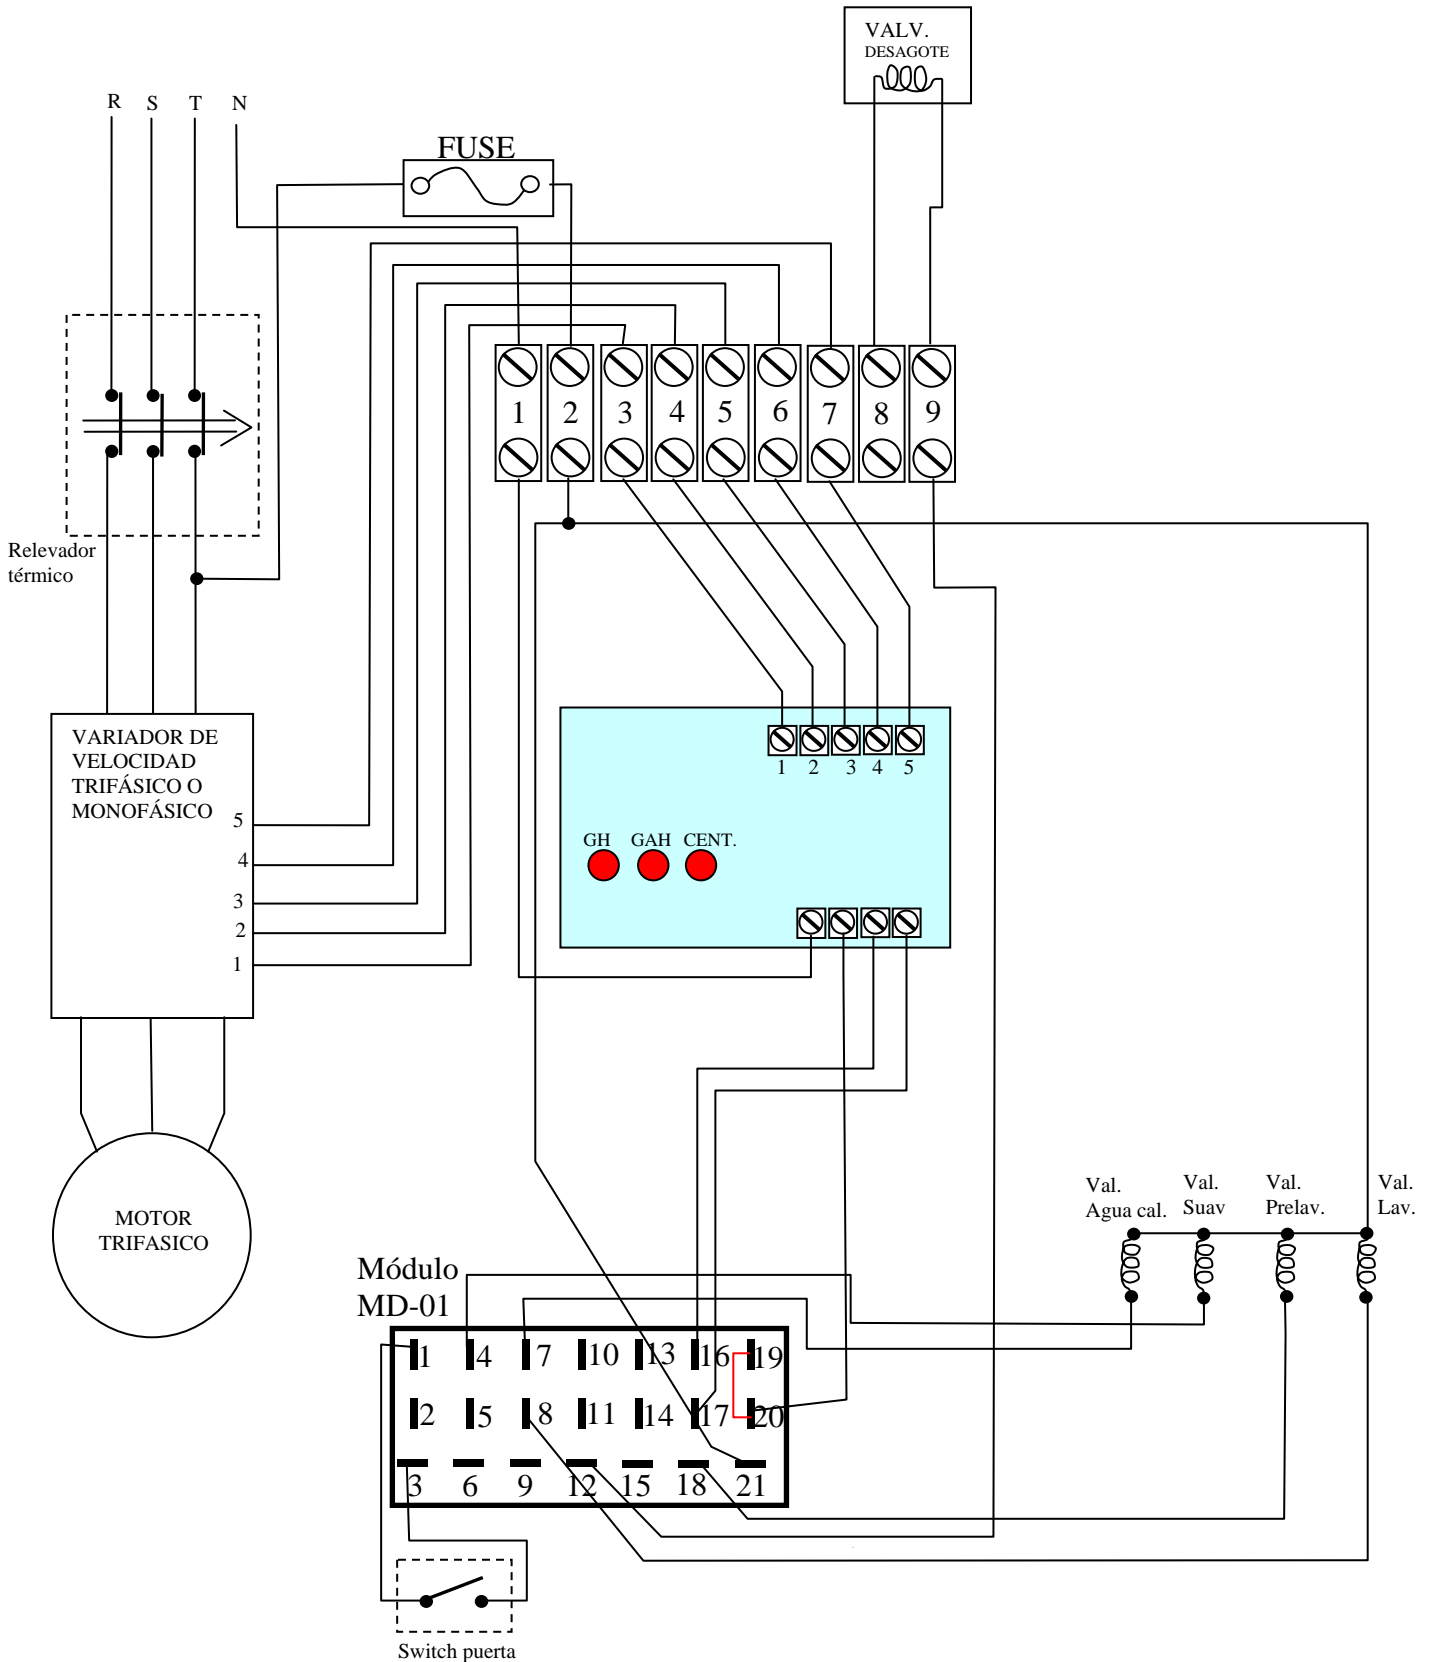 VALV.
DESAGOTE
R S T N
FUSE
1 2 3 4 5 6 7 8 9
Relevador
térmico
VARIADOR DE
VELOCIDAD
TRIFÁSICO O
MONOFÁSICO
5
4
3
2
1
1 2 3 4 5
GH GAH CENT.
MOTOR
TRIFASICO
Val.
Agua cal.
Val.
Suav
Val.
Prelav.
Val.
Lav.
Módulo
MD-01
1 4 7 10 13 16 19
2 5 8 11 14 17 20
3 6 9 12 15 18 21
Switch puerta